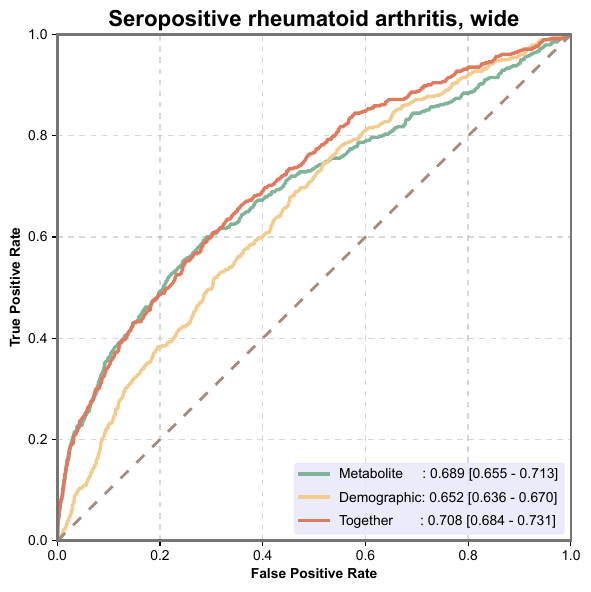 Seropositive rheumatoid arthritis, wide
True Positive Rate
1.0
0.8
0.6
0.4
0.2
0.0
Metabolite : 0.689 [0.655 - 0.713]
Demographic: 0.652 [0.636 - 0.670]
Together : 0.708 [0.684 - 0.731]
0.0 0.2 0.4 0.6 0.8 1.0
False Positive Rate